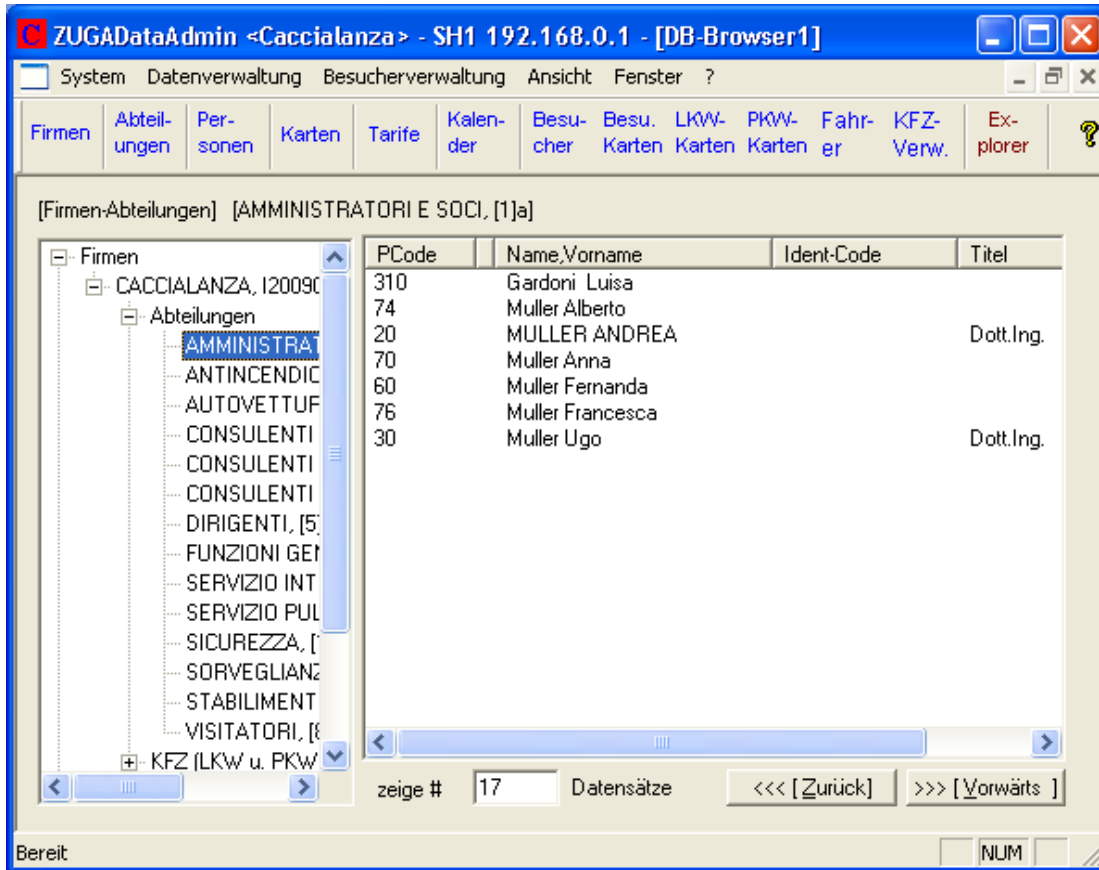 C ZUGADataAdmin <Caccialanza> - SH1 192.168.0.1 - [DB-Browser1]
System Datenverwaltung Besucherverwaltung Ansicht Fenster ?
Firmen Abteil-ungen Per-sonen Karten Tarife Kalen-der Besu-cher Besu. Karten LKW-Karten PKW-Karten Fahr-er KFZ-Verw. Ex-plorer ?
[Firmen-Abteilungen] [AMMINISTRATORI E SOCI, [1]a]
Firmen
CACCIALANZA, I20090
Abteilungen
AMMINISTRAT
ANTINCENDIO
AUTOVETTUR
CONSULENTI
CONSULENTI
CONSULENTI
DIRIGENTI, [5]
FUNZIONI GEN
SERVIZIO INT
SERVIZIO PUL
SICUREZZA, [
SORVEGLIANZ
STABILIMENT
VISITATORI, [8
KFZ (LKW u. PKW
PCode Name,Vorname Ident-Code Titel
310 Gardoni Luisa
74 Muller Alberto
20 MULLER ANDREA Dott.Ing.
70 Muller Anna
60 Muller Fernanda
76 Muller Francesca
30 Muller Ugo Dott.Ing.
zeige # 17 Datensätze <<< [ Zurück] >>> [ Vorwärts ]
Bereit NUM